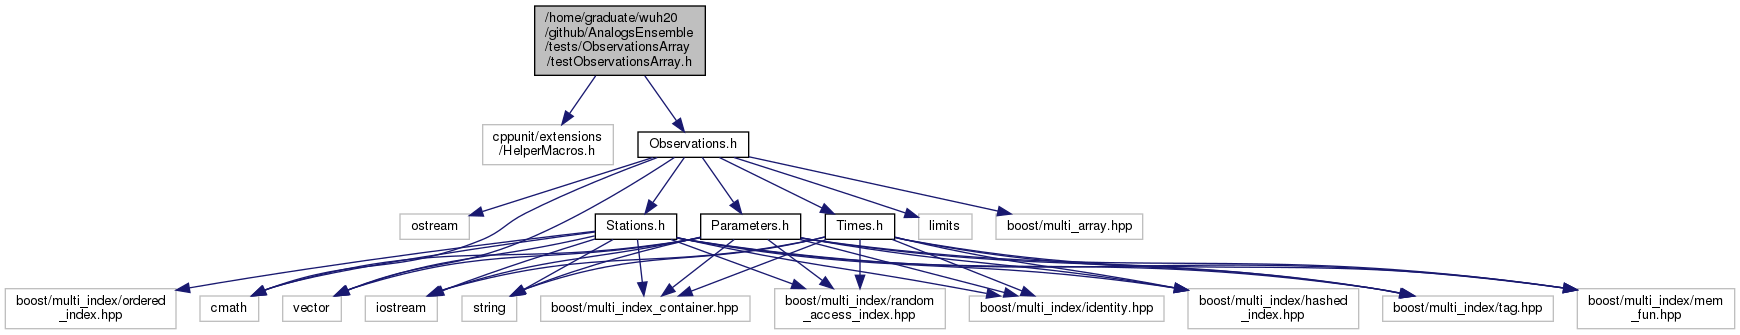 /home/graduate/wuh20
/github/AnalogsEnsemble
/tests/ObservationsArray
/testObservationsArray.h
cppunit/extensions
/HelperMacros.h
Observations.h
ostream
Stations.h
Parameters.h
Times.h
limits
boost/multi_array.hpp
boost/multi_index/ordered
_index.hpp
cmath
vector
iostream
string
boost/multi_index_container.hpp
boost/multi_index/random
_access_index.hpp
boost/multi_index/identity.hpp
boost/multi_index/hashed
_index.hpp
boost/multi_index/tag.hpp
boost/multi_index/mem
_fun.hpp